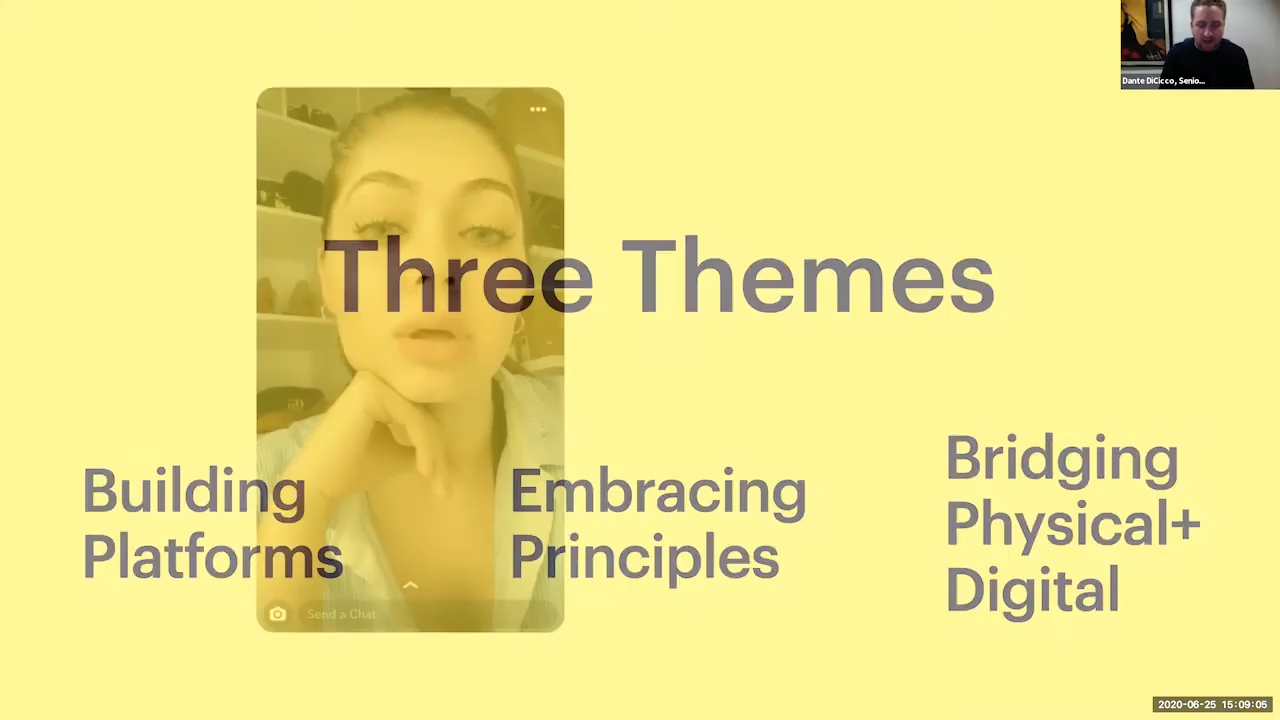 Dante DiCicco, Senio...
Three Themes
Building
Platforms
Embracing
Principles
Bridging
Physical+
Digital
Send a Chat
2020-06-25 15:09:05